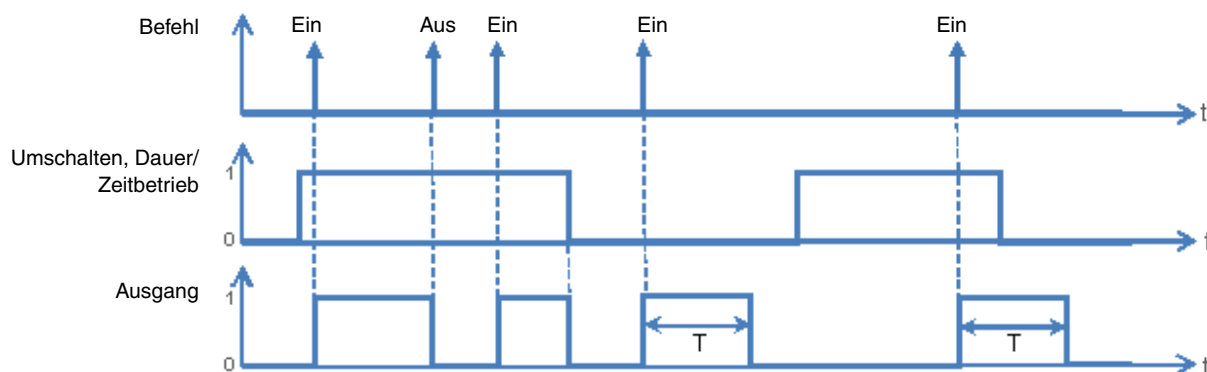 Befehl
Ein Aus Ein Ein Ein
t
Umschalten, Dauer/
Zeitbetrieb
1
0
t
Ausgang
1
T T
0
t